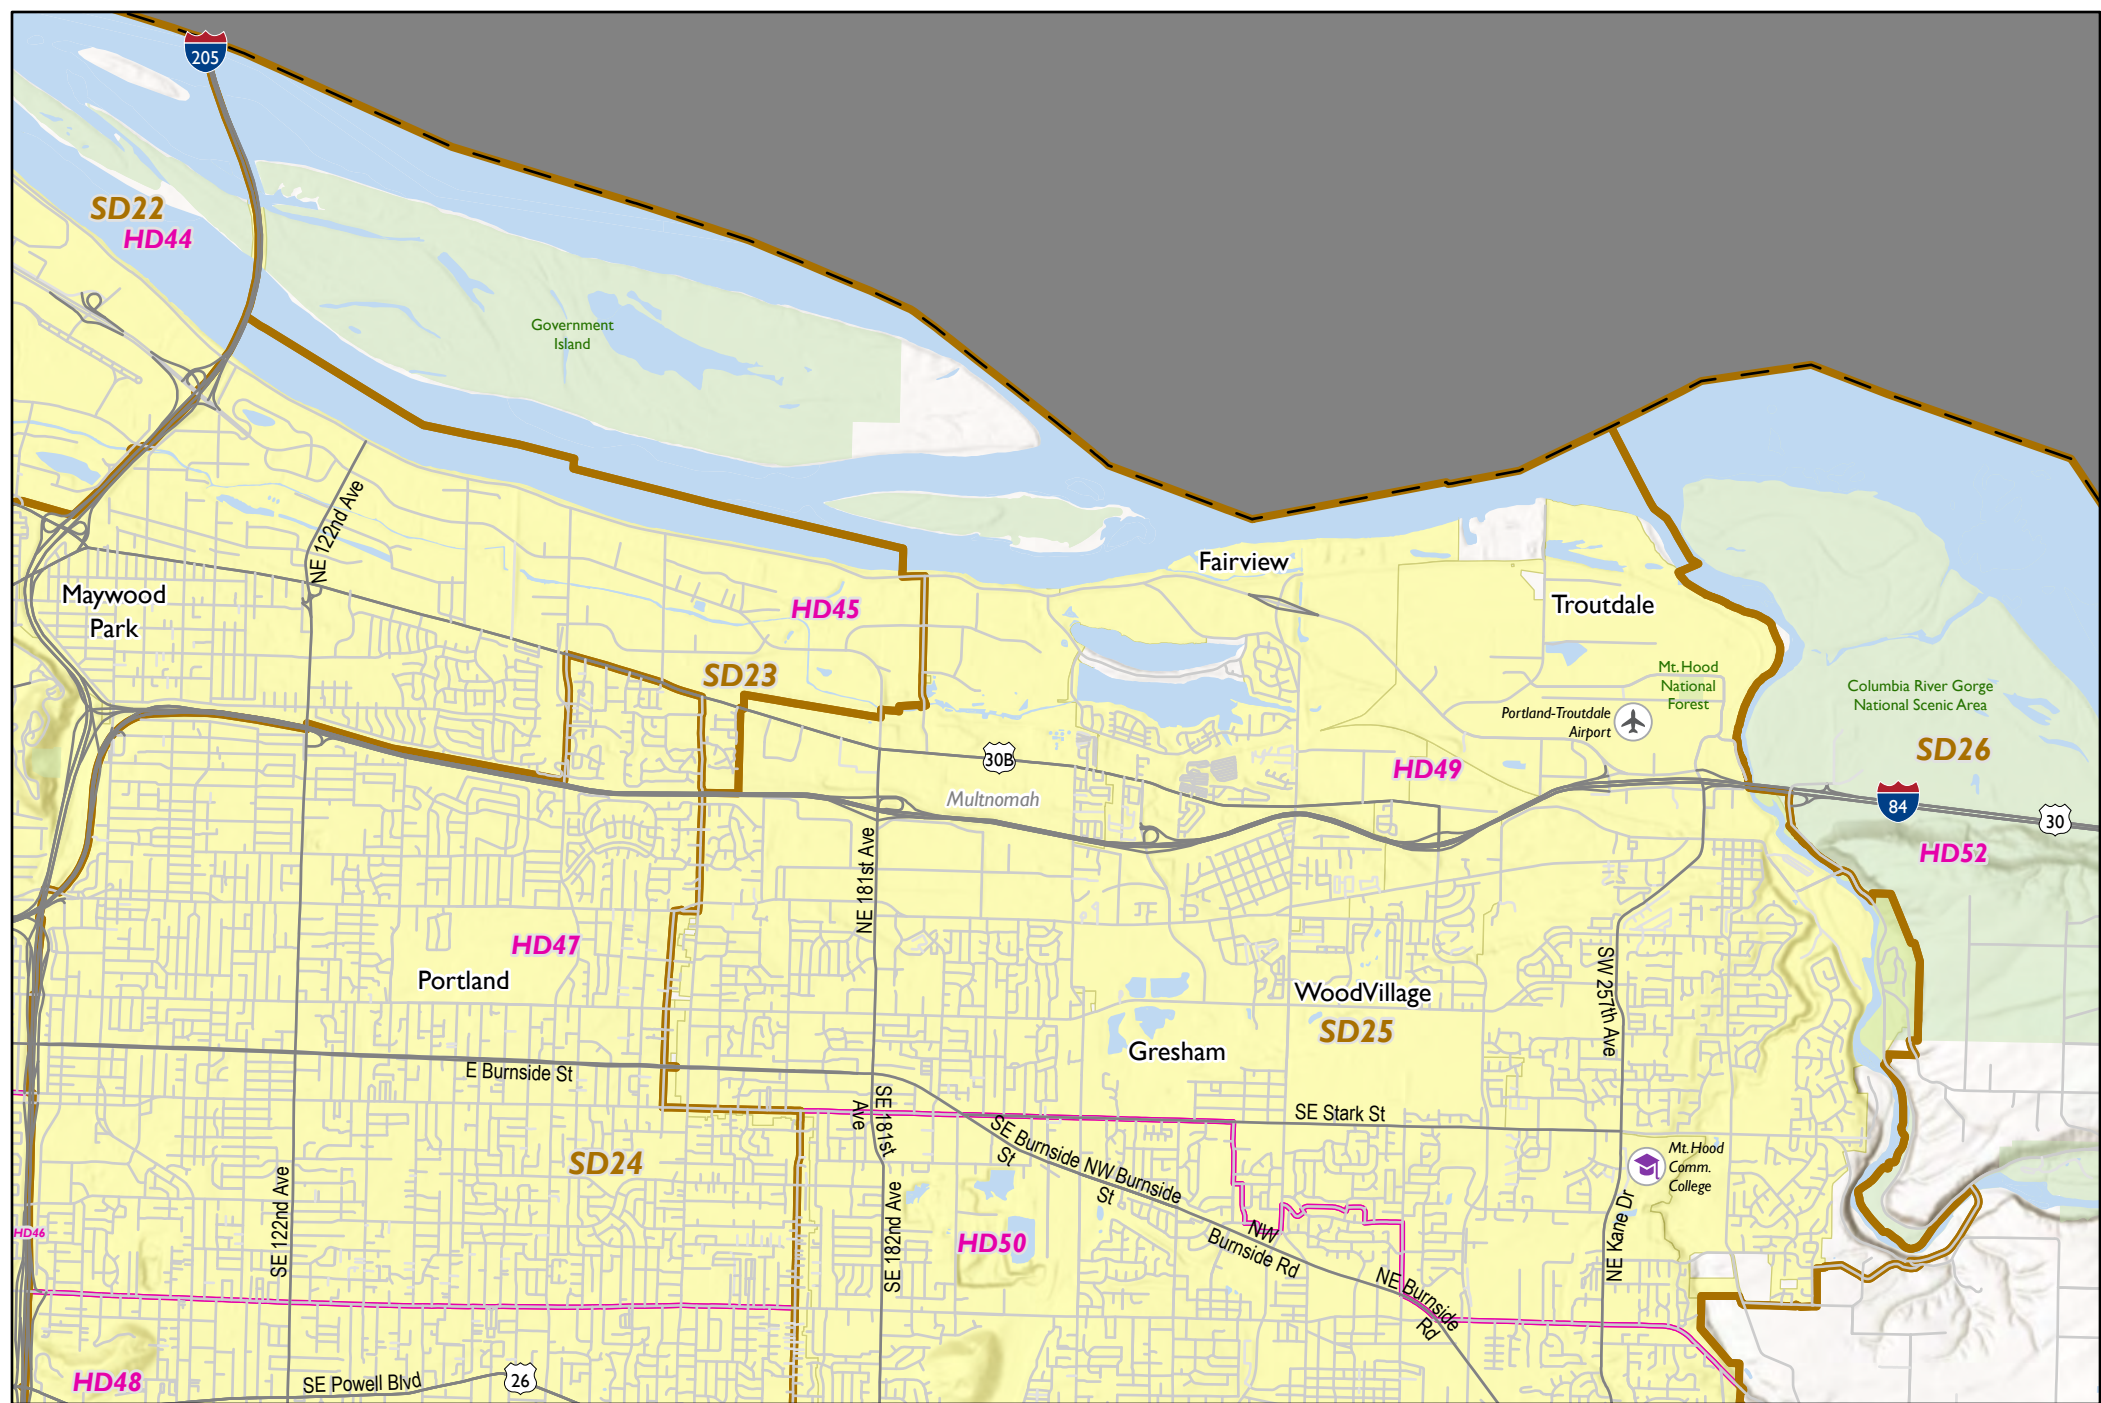 205
SD22
HD44
Government
Island
NE 122nd Ave
Fairview
Maywood
Park
HD45
Troutdale
SD23
Mt. Hood
National
Forest
Columbia River Gorge
National Scenic Area
Portland-Troutdale
Airport
SD26
30B
HD49
Multnomah
84
30
NE 181st Ave
HD52
HD47
Portland
SW 257th Ave
WoodVillage
SD25
Gresham
E Burnside St
SE 181st
Ave
SE Stark St
SE Burnside
St
NW Burnside
St
Mt. Hood
Comm.
College
SD24
SE 122nd Ave
SE 182nd Ave
HD46
HD50
NW
Burnside Rd
NE Kane Dr
NE Burnside
Rd
HD48
SE Powell Blvd
26